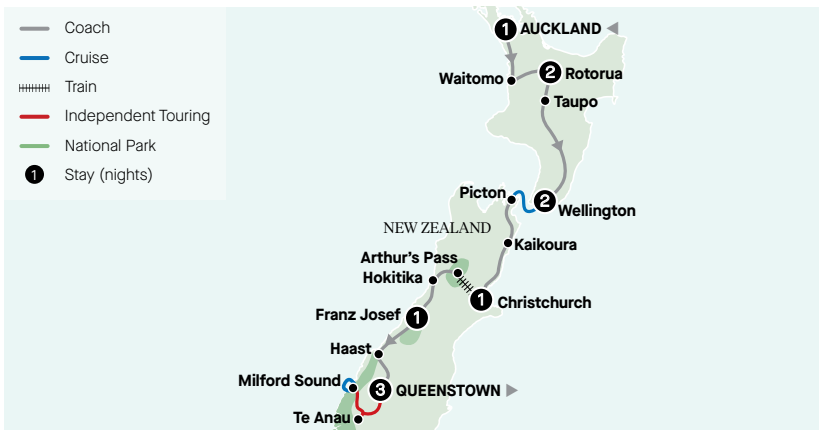 Coach
Cruise
Train
Independent Touring
National Park
1 Stay (nights)
1 AUCKLAND
Waitomo
2 Rotorua
Taupo
Picton
2 Wellington
NEW ZEALAND
Kaikoura
Arthur's Pass
Hokitika
1 Christchurch
Franz Josef 1
Haast
Milford Sound
3 QUEENSTOWN
Te Anau